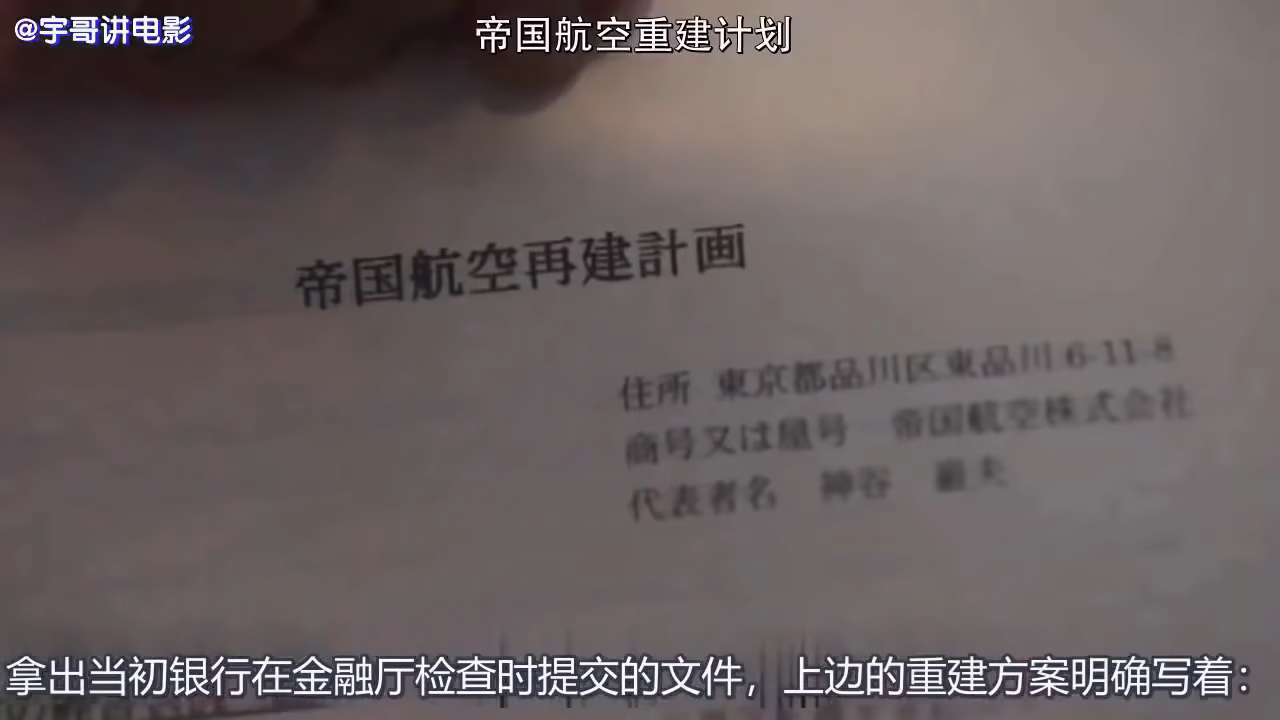 @宇哥讲电影
帝国航空重建计划
帝国航空再建計画
住所 東京都品川区東品川 6-11-8
商号又は屋号 帝国航空株式会社
代表者名 神谷 巌夫
拿出当初银行在金融厅检查时提交的文件，上边的重建方案明确写着：